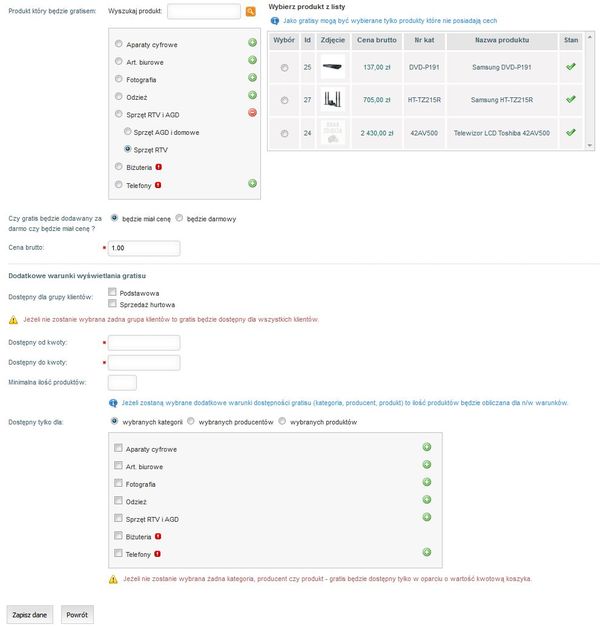 Produkt który będzie gratisem:
Wyszukaj produkt:
Aparaty cyfrowe
Art. biurowe
Fotografia
Odzież
Sprzęt RTV i AGD
Sprzęt AGD i domowe
Sprzęt RTV
Biżuteria
Telefony
Wybierz produkt z listy
Jako gratisy mogą być wybierane tylko produkty które nie posiadają cech
Wybór Id Zdjęcie Cena brutto Nr kat Nazwa produktu Stan
25 137,00 zł DVD-P191 Samsung DVD-P191
27 705,00 zł HT-TZ215R Samsung HT-TZ215R
24 2 430,00 zł 42AV500 Telewizor LCD Toshiba 42AV500
Czy gratis będzie dodawany za
darmo czy będzie miał cenę ?
będzie miał cenę będzie darmowy
Cena brutto: 1.00
Dodatkowe warunki wyświetlania gratisu
Dostępny dla grupy klientów:
Podstawowa
Sprzedaż hurtowa
Jeżeli nie zostanie wybrana żadna grupa klientów to gratis będzie dostępny dla wszystkich klientów.
Dostępny od kwoty:
Dostępny do kwoty:
Minimalna ilość produktów:
Jeżeli zostaną wybrane dodatkowe warunki dostępności gratisu (kategoria, producent, produkt) to ilość produktów będzie obliczana dla n/w warunków.
Dostępny tylko dla: wybranych kategorii wybranych producentów wybranych produktów
Aparaty cyfrowe
Art. biurowe
Fotografia
Odzież
Sprzęt RTV i AGD
Biżuteria
Telefony
Jeżeli nie zostanie wybrana żadna kategoria, producent czy produkt - gratis będzie dostępny tylko w oparciu o wartość kwotową koszyka.
Zapisz dane Powrót